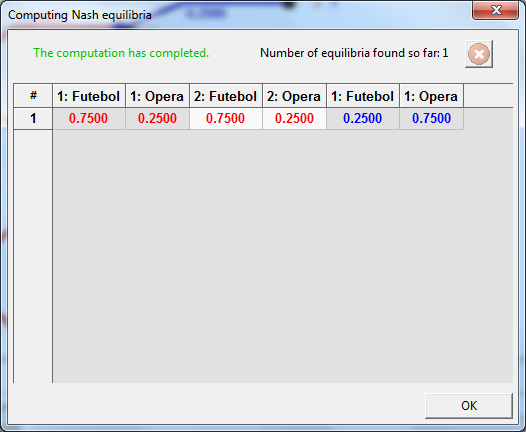 Computing Nash equilibria
0.2500
The computation has completed.
Number of equilibria found so far: 1
# 1: Futebol 1: Opera 2: Futebol 2: Opera 1: Futebol 1: Opera
1 0.7500 0.2500 0.7500 0.2500 0.2500 0.7500
OK